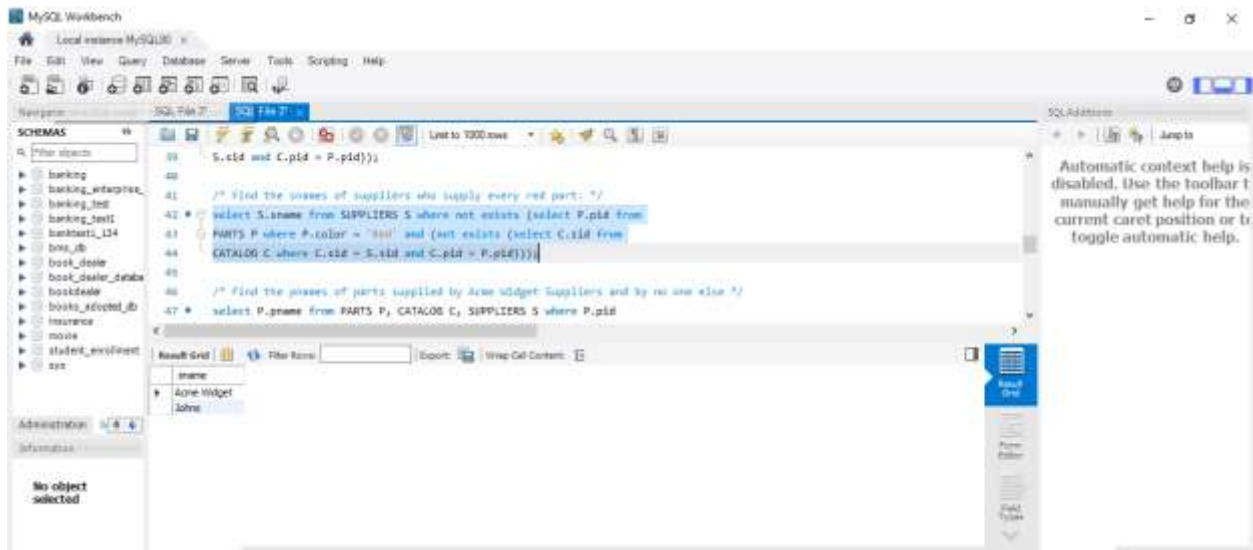 MySQL Workbench
Local instance MySQL80
File Edit View Query Database Server Tools Scripting Help
Navigator
SQL File 7* SQL File 7*
SQL Additions
SCHEMAS
Filter objects
banking
banking_enterprise_
banking_test
banking_test1
banktest1_134
bms_db
book_dealer
book_dealer_databa
bookdealer
books_adopted_db
insurance
movie
student_enrollment
sys
Administration
Information
No object
selected
Limit to 1000 rows
39 S.sid and C.pid = P.pid));
40
41 /* Find the snames of suppliers who supply every red part. */
42 select S.sname from SUPPLIERS S where not exists (select P.pid from
43 PARTS P where P.color = 'Red' and (not exists (select C.sid from
44 CATALOG C where C.sid = S.sid and C.pid = P.pid)));
45
46 /* Find the pnames of parts supplied by Acme Widget Suppliers and by no one else */
47 select P.pname from PARTS P, CATALOG C, SUPPLIERS S where P.pid
Result Grid Filter Rows: Export: Wrap Cell Content:
sname
Acme Widget
Johns
Result
Grid
Form
Editor
Field
Types
Jump to
Automatic context help is
disabled. Use the toolbar t
manually get help for the
current caret position or t
toggle automatic help.